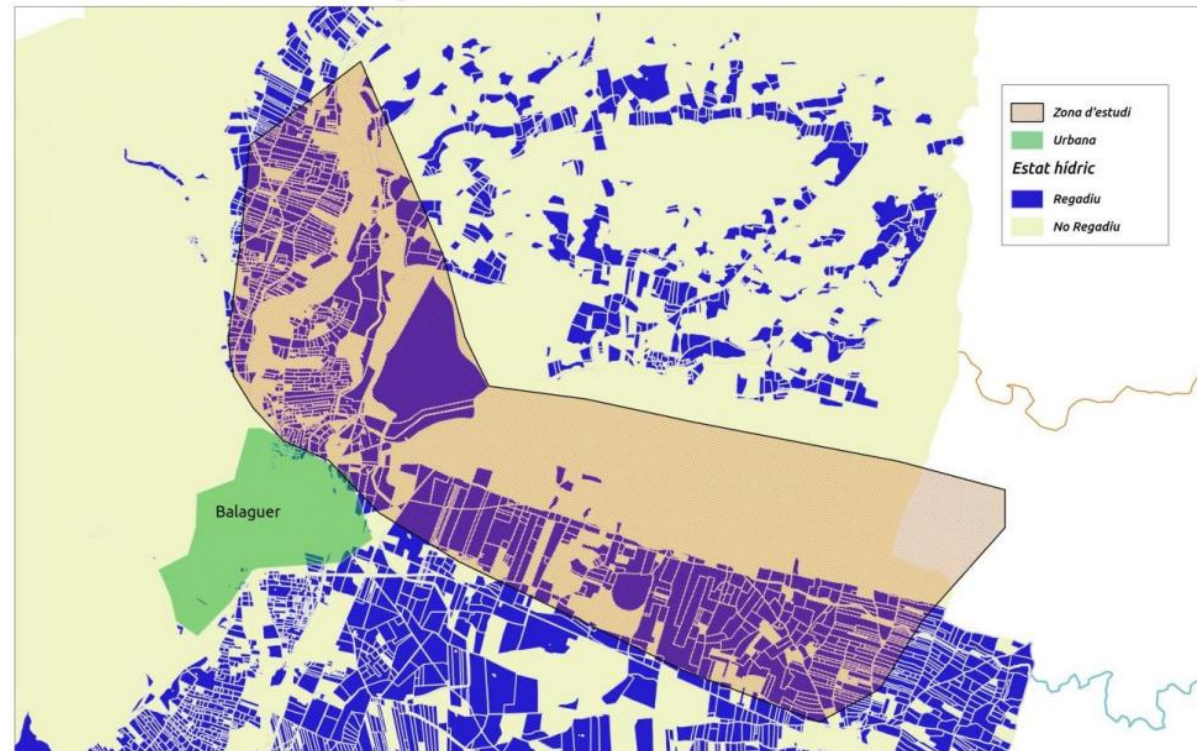 Zona d'estudi
Urbana
Estat hídric
Regadiu
No Regadiu
Balaguer